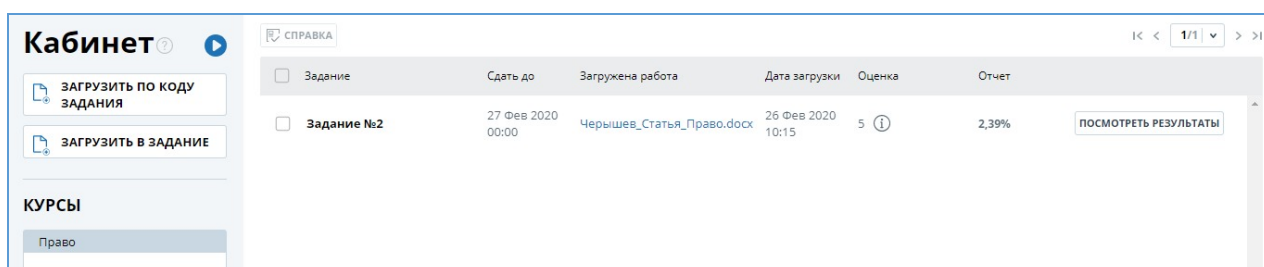 Кабинет
СПРАВКА
1/1
ЗАГРУЗИТЬ ПО КОДУ
ЗАДАНИЯ
ЗАГРУЗИТЬ В ЗАДАНИЕ
КУРСЫ
Право
Задание Сдать до Загружена работа Дата загрузки Оценка Отчет
Задание №2 27 Фев 2020 00:00 Черышев_Статья_Право.docx 26 Фев 2020 10:15 5 2,39% ПОСМОТРЕТЬ РЕЗУЛЬТАТЫ